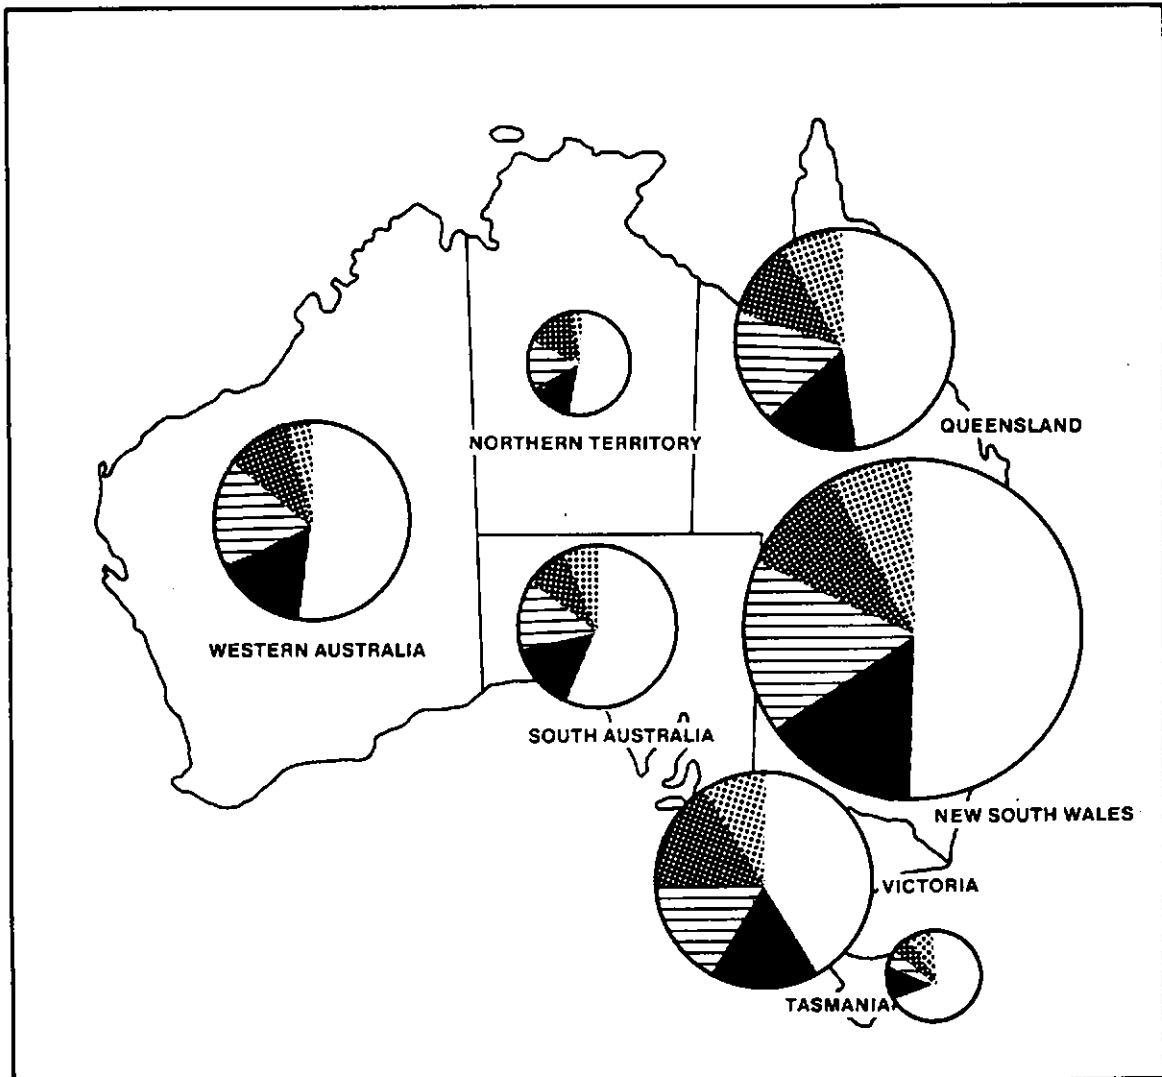 QUEENSLAND
NORTHERN TERRITORY
WESTERN AUSTRALIA
SOUTH AUSTRALIA
NEW SOUTH WALES
VICTORIA
TASMANIA